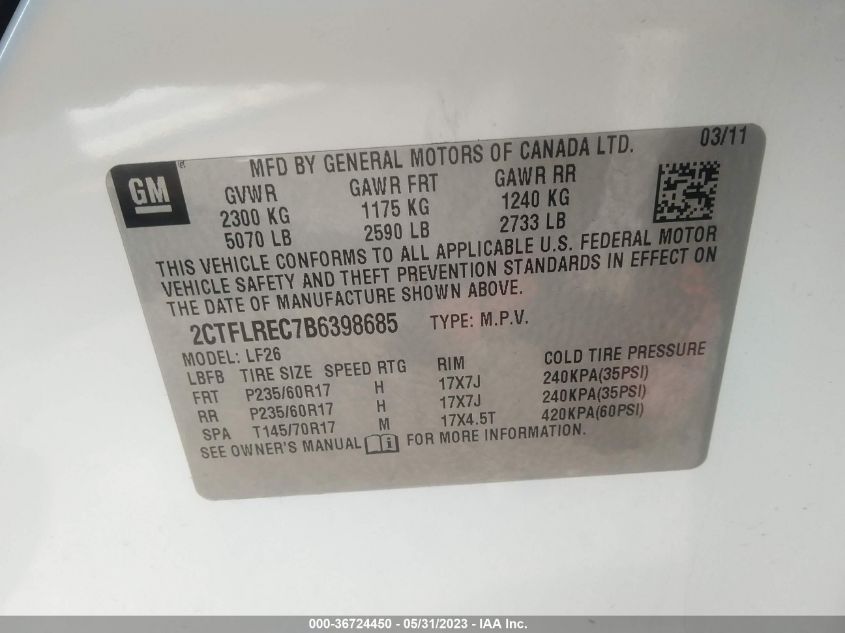 03/11
GM
MFD BY GENERAL MOTORS OF CANADA LTD.
GVWR GAWR FRT GAWR RR
2300 KG 1175 KG 1240 KG
5070 LB 2590 LB 2733 LB
THIS VEHICLE CONFORMS TO ALL APPLICABLE U.S. FEDERAL MOTOR
VEHICLE SAFETY AND THEFT PREVENTION STANDARDS IN EFFECT ON
THE DATE OF MANUFACTURE SHOWN ABOVE.
2CTFLREC7B6398685 TYPE: M.P.V.
MODEL: LF26
LBFB TIRE SIZE SPEED RTG RIM COLD TIRE PRESSURE
FRT P235/60R17 H 17X7J 240KPA(35PSI)
RR P235/60R17 H 17X7J 240KPA(35PSI)
SPA T145/70R17 M 17X4.5T 420KPA(60PSI)
SEE OWNER'S MANUAL i FOR MORE INFORMATION.
000-36724450 - 05/31/2023 - IAA Inc.